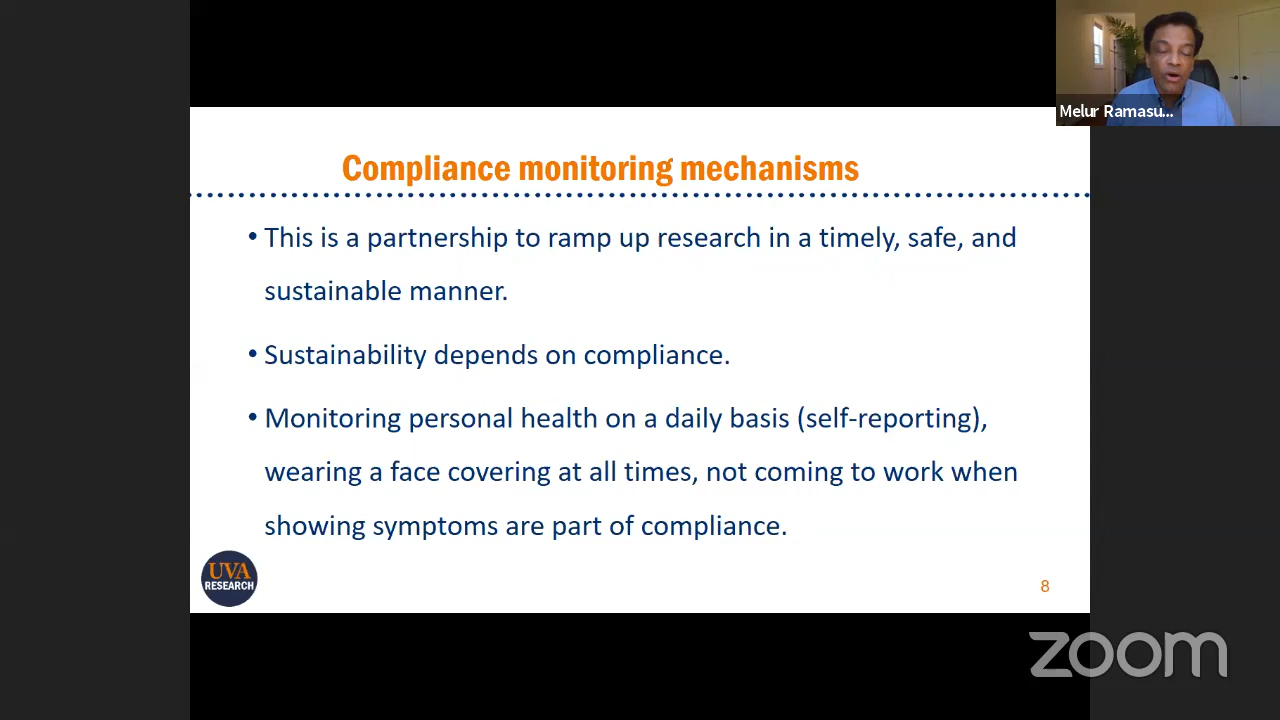 Melur Ramasu...
Compliance monitoring mechanisms
• This is a partnership to ramp up research in a timely, safe, and
sustainable manner.
• Sustainability depends on compliance.
• Monitoring personal health on a daily basis (self-reporting),
wearing a face covering at all times, not coming to work when
showing symptoms are part of compliance.
UVA
RESEARCH
8
zoom